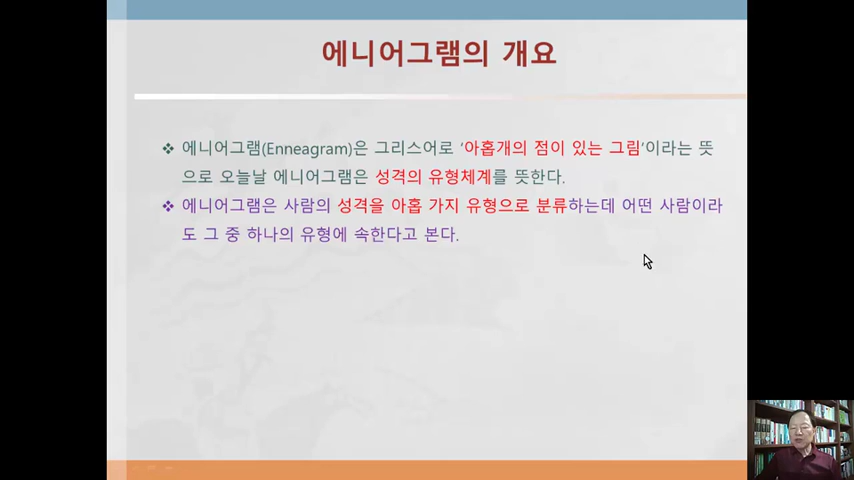 에니어그램의 개요
❖ 에니어그램(Enneagram)은 그리스어로 '아홉개의 점이 있는 그림'이라는 뜻
으로 오늘날 에니어그램은 성격의 유형체계를 뜻한다.
❖ 에니어그램은 사람의 성격을 아홉 가지 유형으로 분류하는데 어떤 사람이라
도 그 중 하나의 유형에 속한다고 본다.